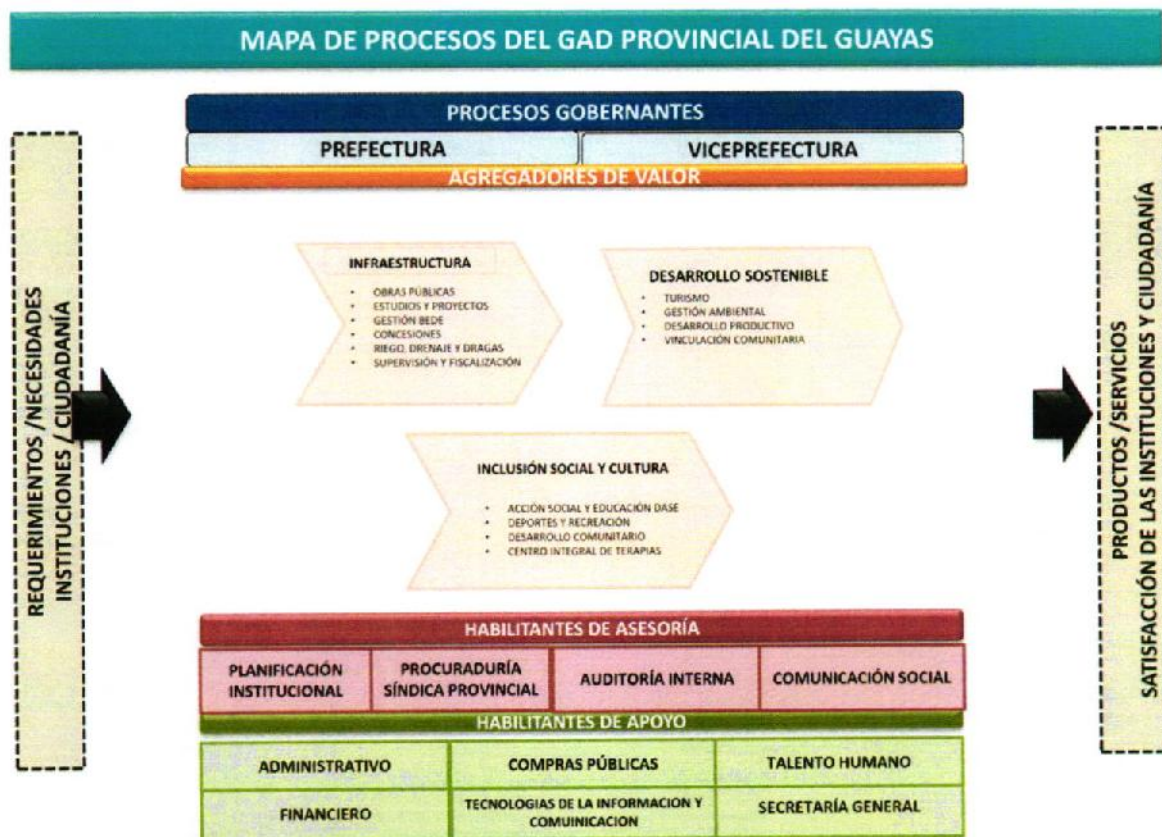 MAPA DE PROCESOS DEL GAD PROVINCIAL DEL GUAYAS
REQUERIMIENTOS /NECESIDADES
INSTITUCIONES / CIUDADANÍA
PROCESOS GOBERNANTES
PREFECTURA
VICEPREFECTURA
AGREGADORES DE VALOR
INFRAESTRUCTURA
• OBRAS PÚBLICAS
• ESTUDIOS Y PROYECTOS
• GESTIÓN BEDE
• CONCESIONES
• RIEGO, DRENAJE Y DRAGAS
• SUPERVISIÓN Y FISCALIZACIÓN
DESARROLLO SOSTENIBLE
• TURISMO
• GESTIÓN AMBIENTAL
• DESARROLLO PRODUCTIVO
• VINCULACIÓN COMUNITARIA
INCLUSIÓN SOCIAL Y CULTURA
• ACCIÓN SOCIAL Y EDUCACIÓN DASE
• DEPORTES Y RECREACIÓN
• DESARROLLO COMUNITARIO
• CENTRO INTEGRAL DE TERAPIAS
HABILITANTES DE ASESORÍA
PLANIFICACIÓN
INSTITUCIONAL
PROCURADURÍA
SÍNDICA PROVINCIAL
AUDITORÍA INTERNA
COMUNICACIÓN SOCIAL
HABILITANTES DE APOYO
ADMINISTRATIVO
COMPRAS PÚBLICAS
TALENTO HUMANO
FINANCIERO
TECNOLOGIAS DE LA INFORMACION Y
COMUINICACION
SECRETARÍA GENERAL
PRODUCTOS /SERVICIOS
SATISFACCIÓN DE LAS INSTITUCIONES Y CIUDADANÍA